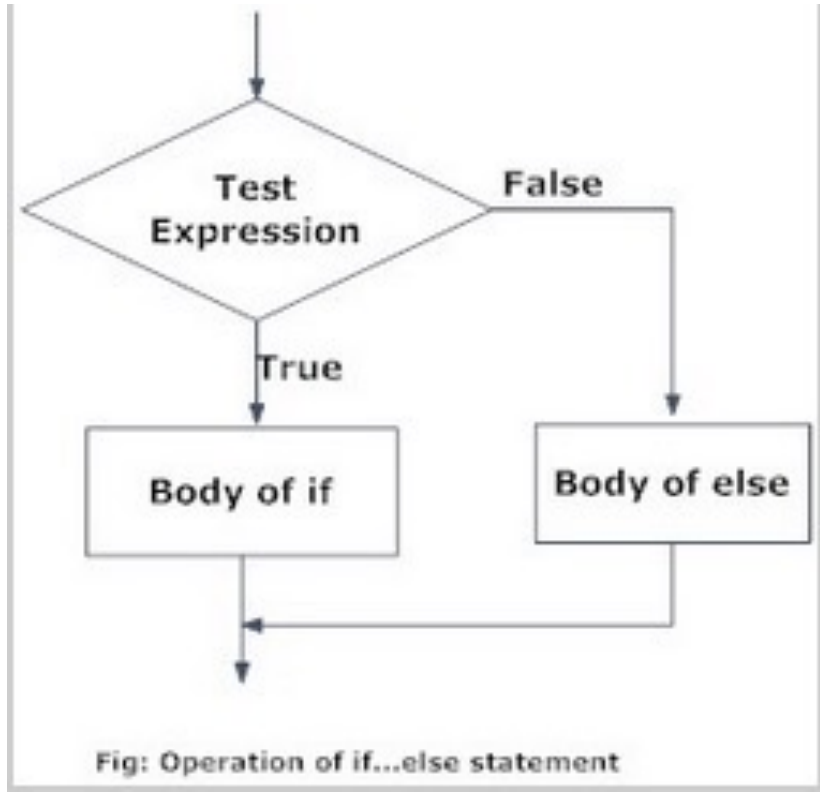 Test
Expression
False
True
Body of if
Body of else
Fig: Operation of if...else statement